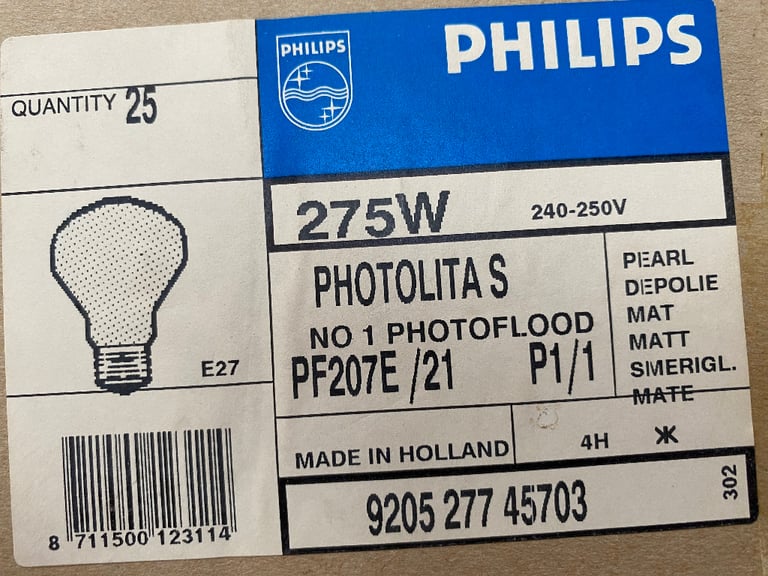 PHILIPS
PHILIPS
QUANTITY 25
275W 240-250V
PHOTOLITA S
NO 1 PHOTOFLOOD
PF207E /21 P1/1
PEARL
DEPOLIE
MAT
MATT
SMERIGL.
MATE
E27
MADE IN HOLLAND
4H Ж
9205 277 45703
302
8 711500 123114